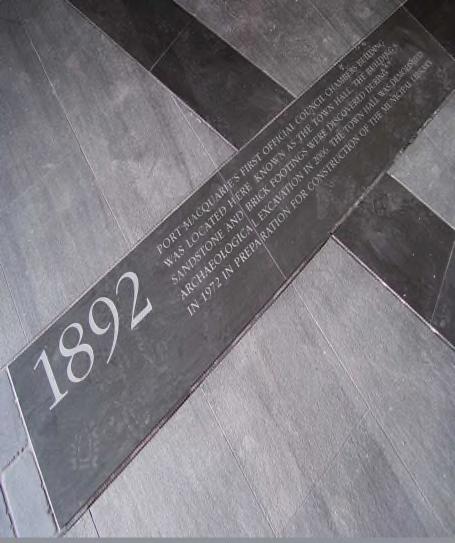 1892
PORT MACQUARIE'S FIRST OFFICIAL COUNCIL CHAMBERS BUILDING
WAS LOCATED HERE. KNOWN AS THE TOWN HALL, THE BUILDING'S
SANDSTONE AND BRICK FOOTINGS WERE DISCOVERED DURING
ARCHAEOLOGICAL EXCAVATION IN 2006. THE TOWN HALL WAS DEMOLISHED
IN 1972 IN PREPARATION FOR CONSTRUCTION OF THE MUNICIPAL LIBRARY.